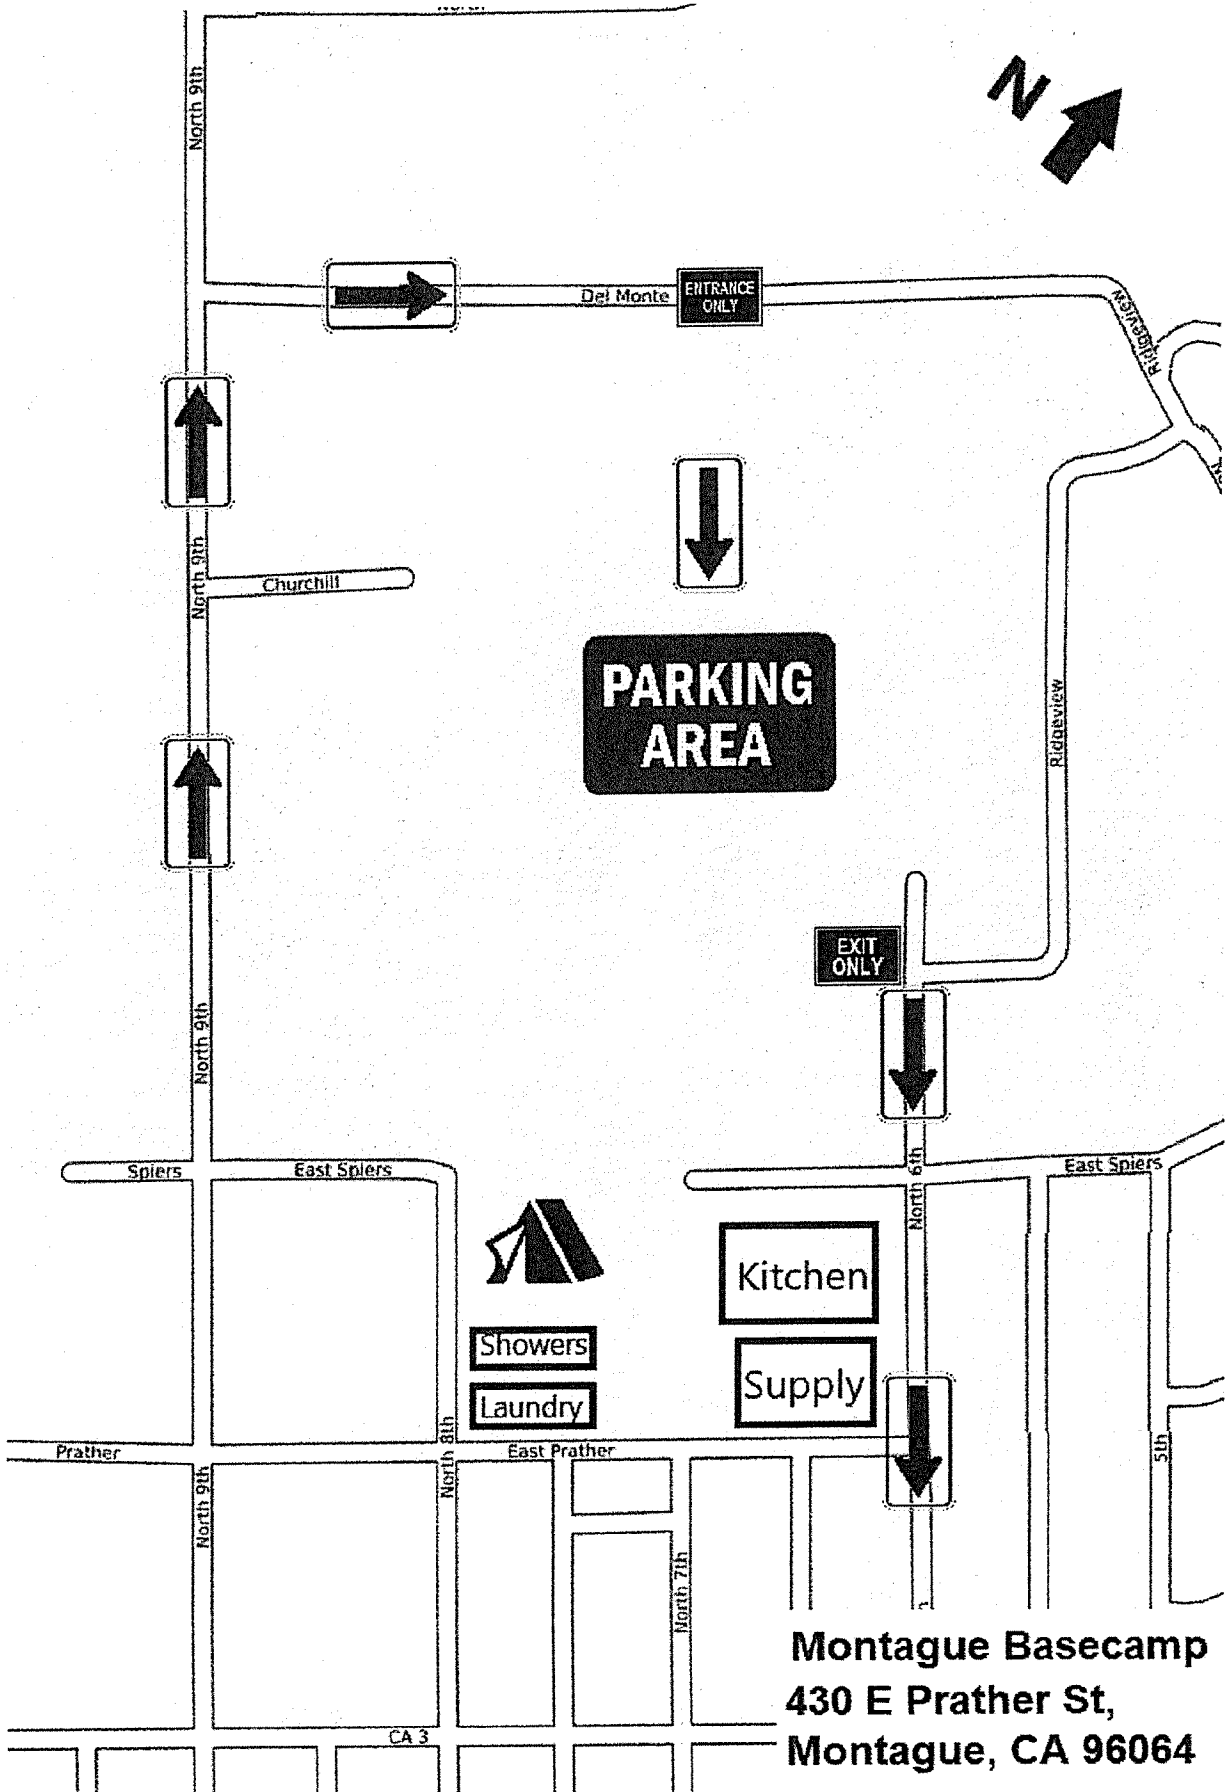 North
North 9th
N
Del Monte
ENTRANCE
ONLY
Ridgeview
North 9th
Churchill
PARKING
AREA
Ridgeview
EXIT
ONLY
North 9th
Spiers
East Spiers
North 6th
East Spiers
Kitchen
Showers
Supply
Laundry
Prather
North 8th
East Prather
5th
North 9th
North 7th
CA 3
Montague Basecamp
430 E Prather St,
Montague, CA 96064